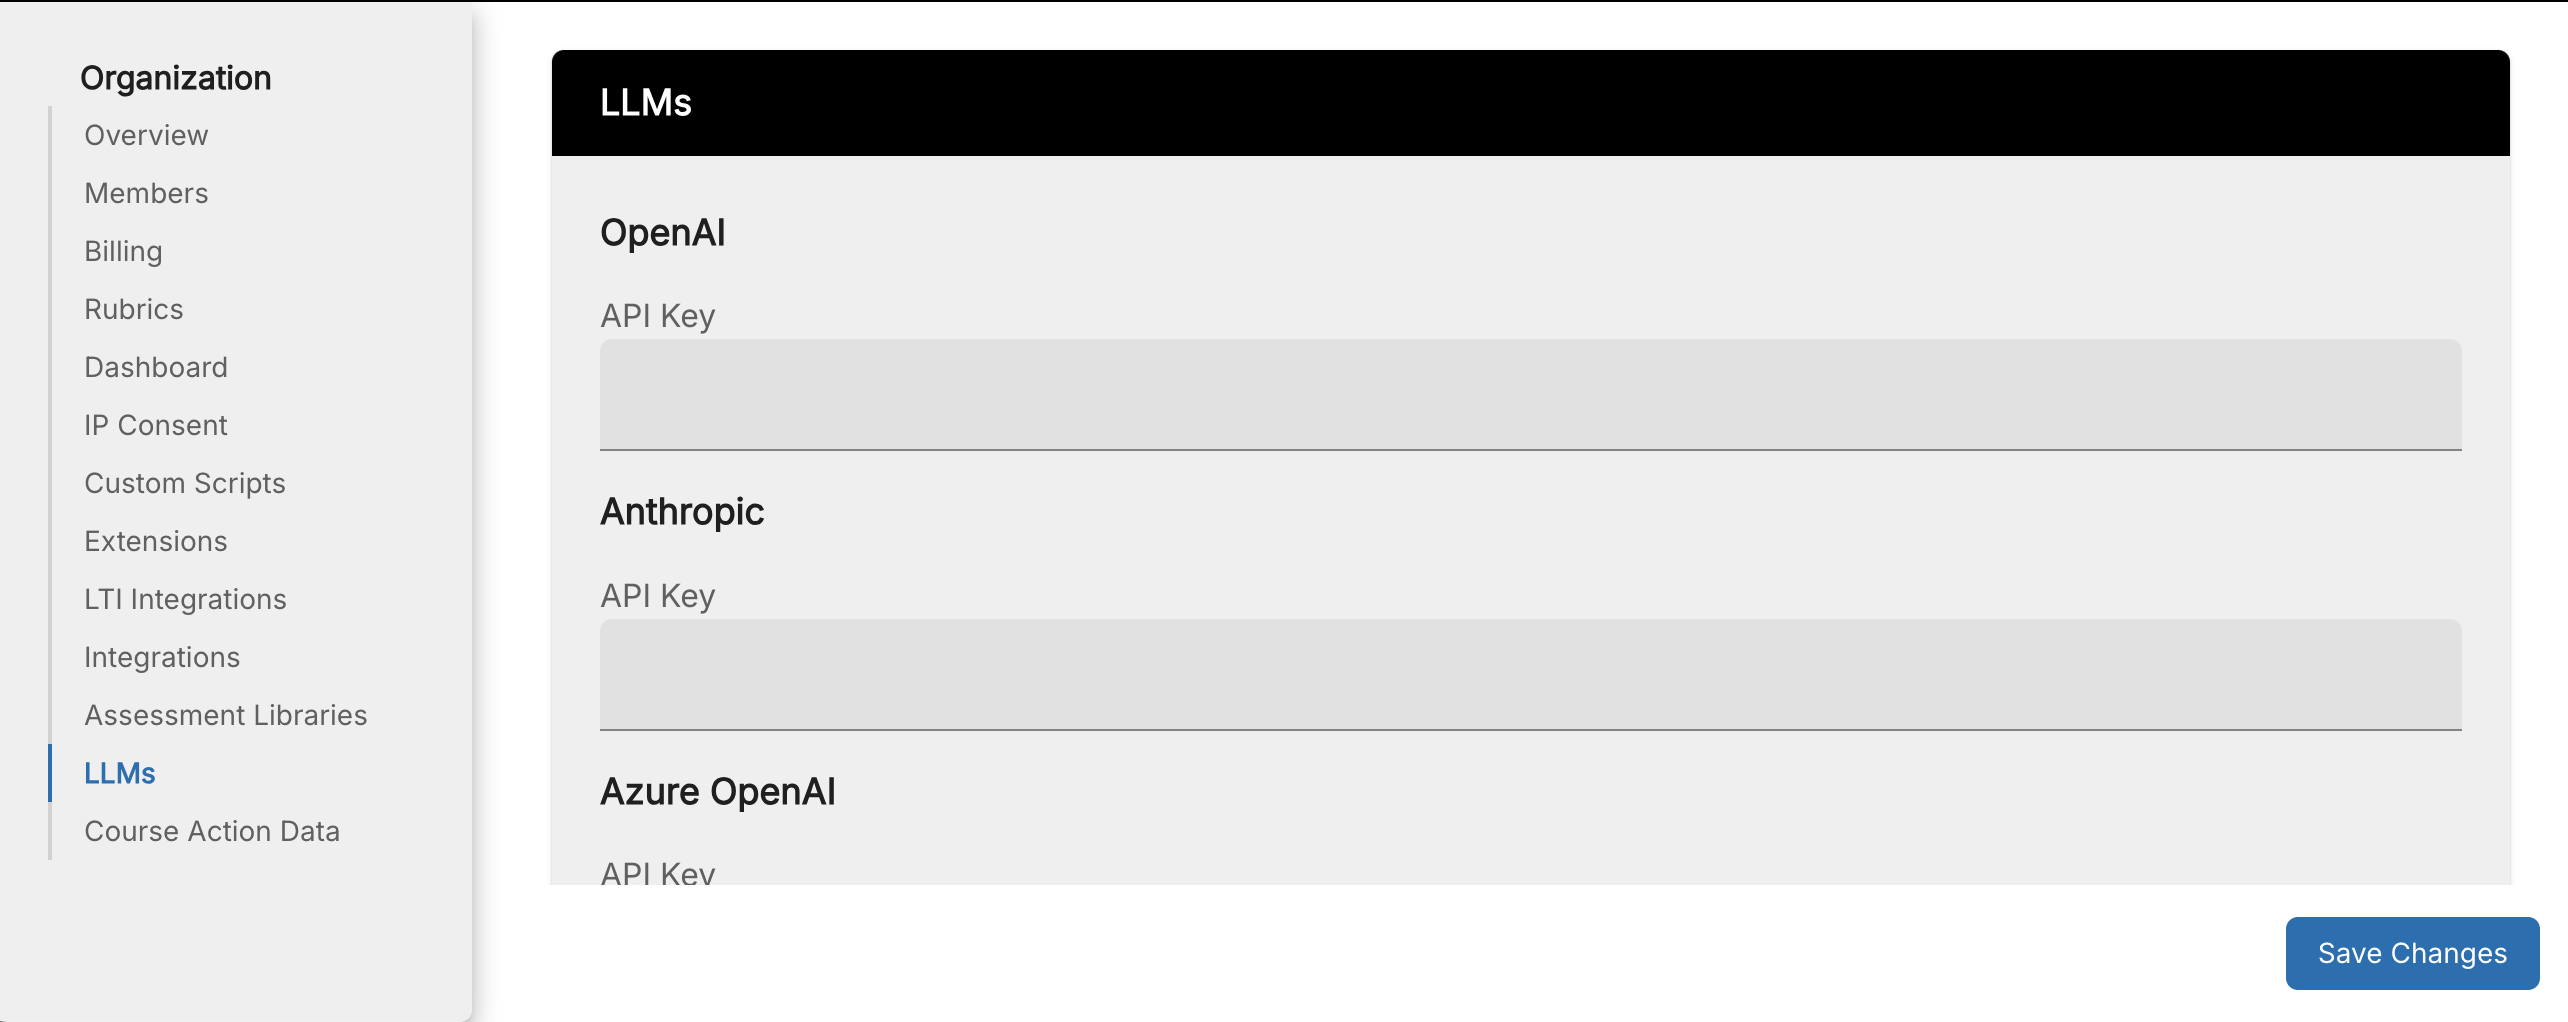 Organization
Overview
Members
Billing
Rubrics
Dashboard
IP Consent
Custom Scripts
Extensions
LTI Integrations
Integrations
Assessment Libraries
LLMs
Course Action Data
LLMs
OpenAI
API Key
Anthropic
API Key
Azure OpenAI
API Key
Save Changes